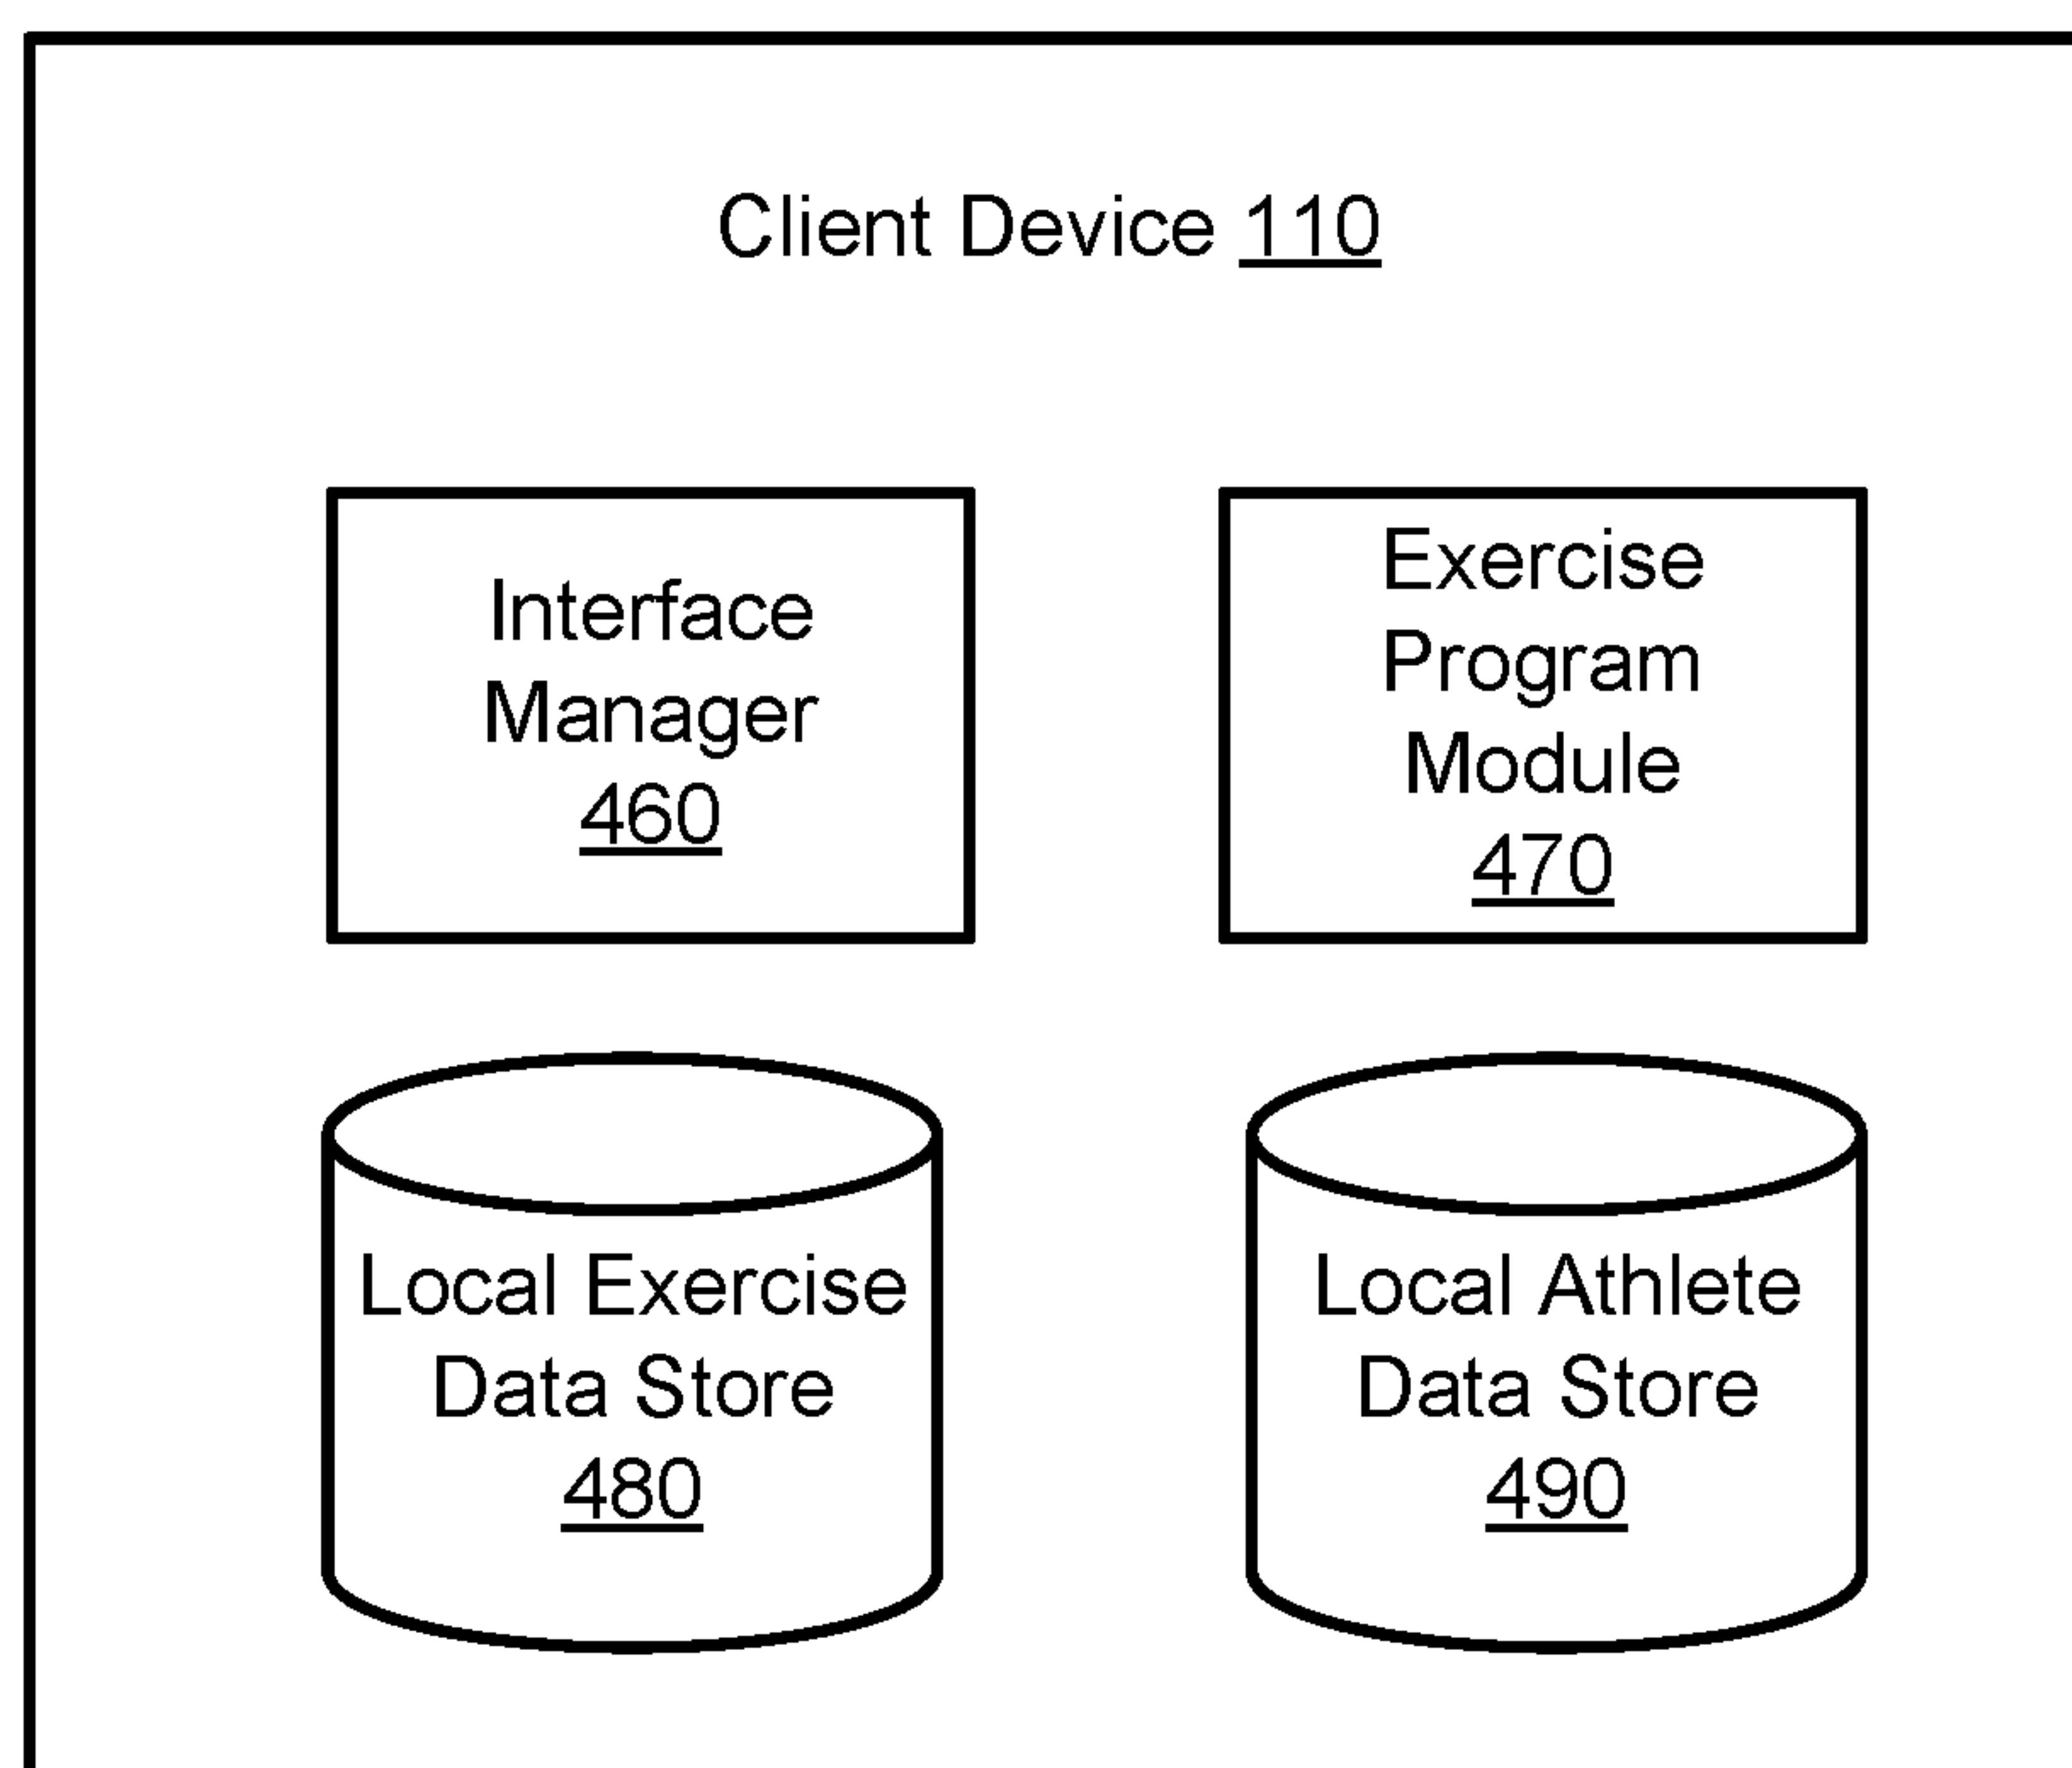 Client Device 110
Interface
Manager
460
Exercise
Program
Module
470
Local Exercise
Data Store
480
Local Athlete
Data Store
490